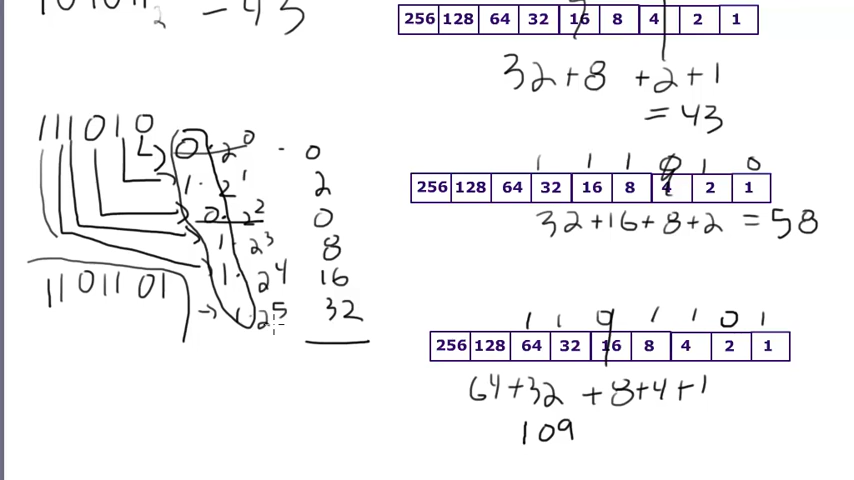 101011₂ = 43
256 128 64 32 16 8 4 2 1
32+8 +2+1
= 43
111010
0·2⁰ - 0
1·2¹ 2
0·2² 0
1·2³ 8
1·2⁴ 16
→ 1·2⁵ 32
1101101
1 1 1 0 1 0
256 128 64 32 16 8 4 2 1
32+16+8+2 = 58
1 1 0 1 1 0 1
256 128 64 32 16 8 4 2 1
64+32 +8+4+1
109